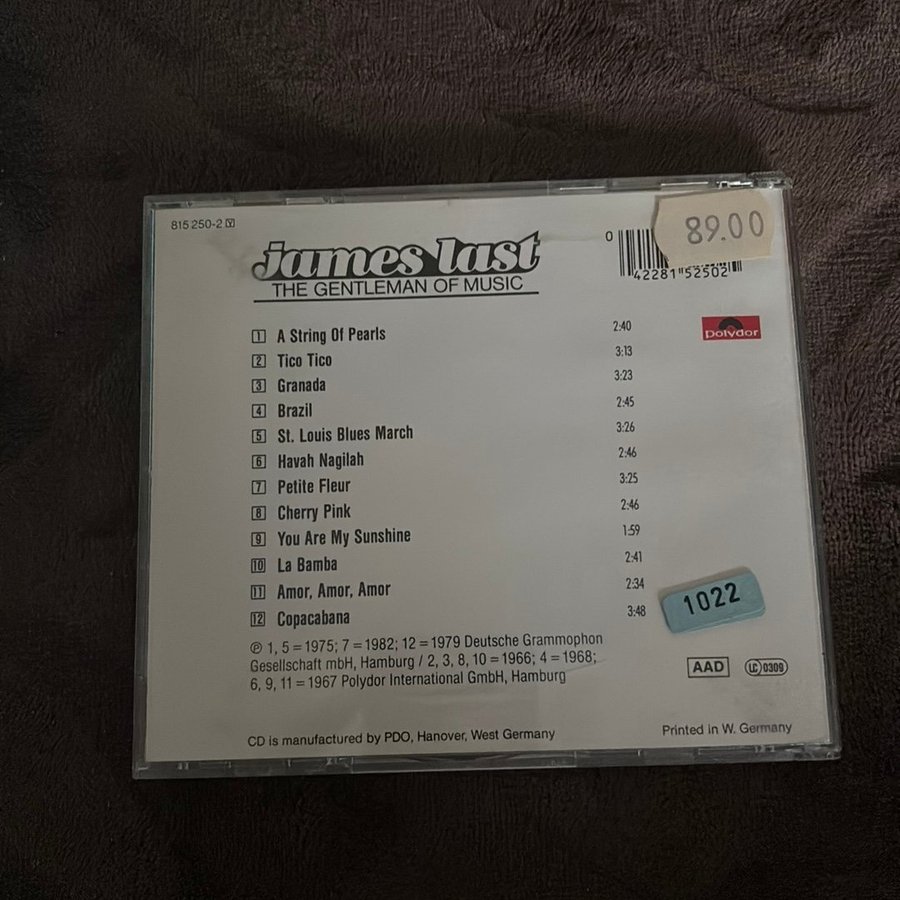 815 250-2 Y
89.00
0
42281 52502
james last
THE GENTLEMAN OF MUSIC
polydor
1 A String Of Pearls 2:40
2 Tico Tico 3:13
3 Granada 3:23
4 Brazil 2:45
5 St. Louis Blues March 3:26
6 Havah Nagilah 2:46
7 Petite Fleur 3:25
8 Cherry Pink 2:46
9 You Are My Sunshine 1:59
10 La Bamba 2:41
11 Amor, Amor, Amor 2:34
12 Copacabana 3:48
1022
℗ 1, 5 = 1975; 7 = 1982; 12 = 1979 Deutsche Grammophon
Gesellschaft mbH, Hamburg / 2, 3, 8, 10 = 1966; 4 = 1968;
6, 9, 11 = 1967 Polydor International GmbH, Hamburg
AAD
LC 0309
CD is manufactured by PDO, Hanover, West Germany
Printed in W. Germany